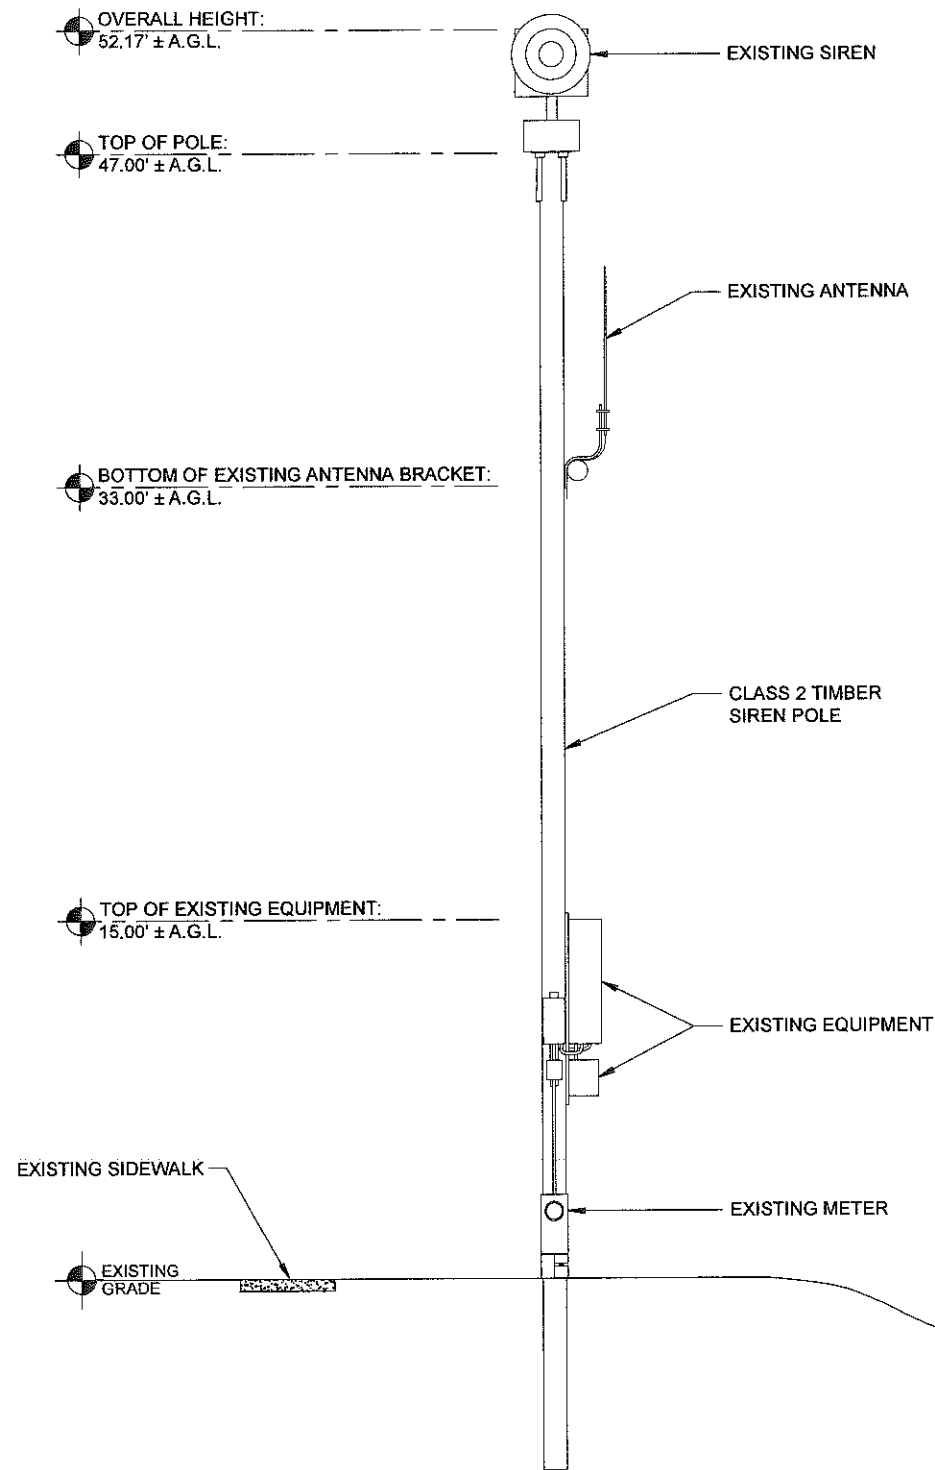 OVERALL HEIGHT:
52.17' ± A.G.L.
EXISTING SIREN
TOP OF POLE:
47.00' ± A.G.L.
EXISTING ANTENNA
BOTTOM OF EXISTING ANTENNA BRACKET:
33.00' ± A.G.L.
CLASS 2 TIMBER
SIREN POLE
TOP OF EXISTING EQUIPMENT:
15.00' ± A.G.L.
EXISTING EQUIPMENT
EXISTING SIDEWALK
EXISTING METER
EXISTING
GRADE